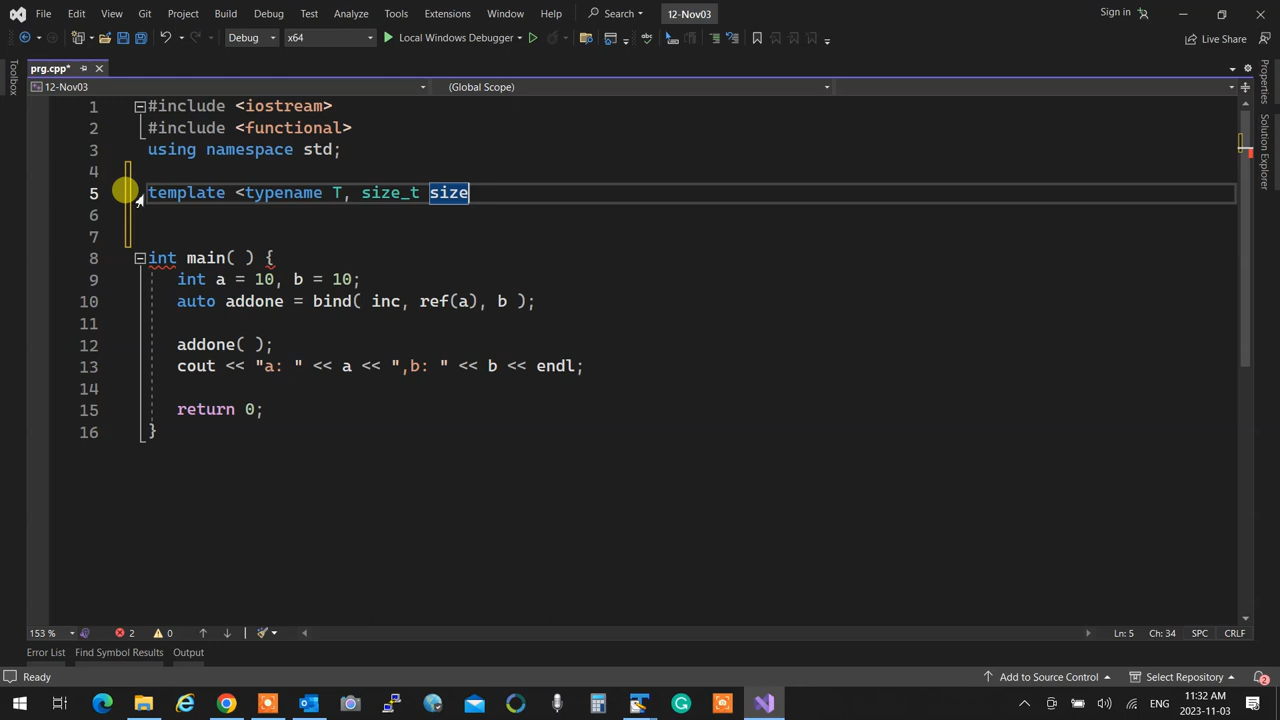 File Edit View Git Project Build Debug Test Analyze Tools Extensions Window Help Search 12-Nov03 Sign in
Debug x64 Local Windows Debugger Live Share
prg.cpp*
12-Nov03 (Global Scope)
Toolbox
Properties
Solution Explorer
1 #include <iostream>
2 #include <functional>
3 using namespace std;
4
5 template <typename T, size_t size
6
7
8 int main( ) {
9 int a = 10, b = 10;
10 auto addone = bind( inc, ref(a), b );
11
12 addone( );
13 cout << "a: " << a << ",b: " << b << endl;
14
15 return 0;
16 }
153 % 2 0 Ln: 5 Ch: 34 SPC CRLF
Error List Find Symbol Results Output
Ready Add to Source Control Select Repository 2
ENG 11:32 AM
2023-11-03